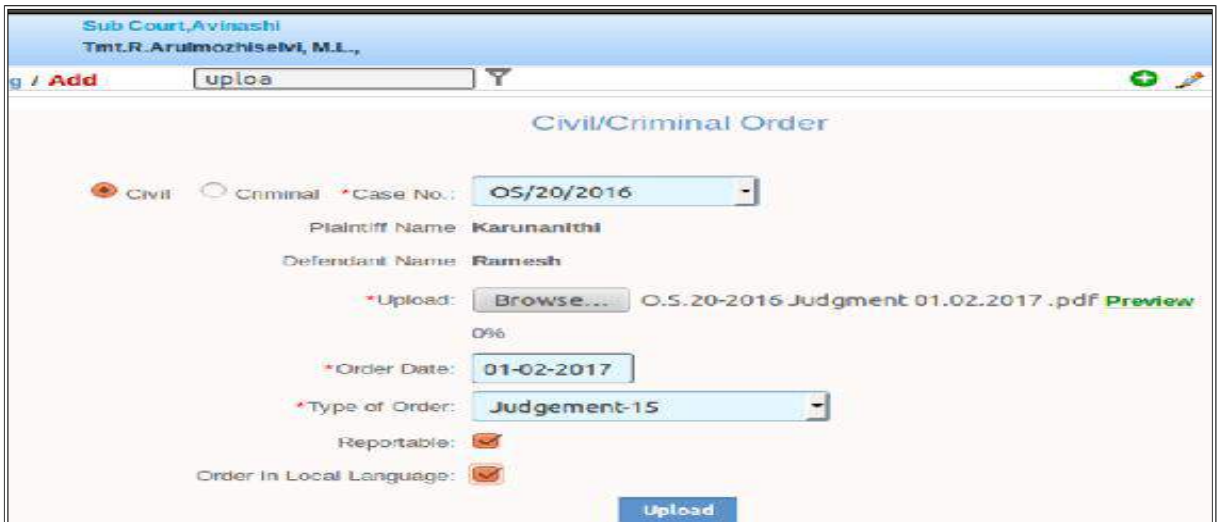 Sub Court,Avinashi
Tmt.R.Arulmozhiselvi, M.L.,
g / Add uploa
Civil/Criminal Order
Civil Criminal *Case No.: OS/20/2016
Plaintiff Name Karunanithi
Defendant Name Ramesh
*Upload: Browse... O.S.20-2016 Judgment 01.02.2017 .pdf Preview
0%
*Order Date: 01-02-2017
*Type of Order: Judgement-15
Reportable:
Order In Local Language:
Upload